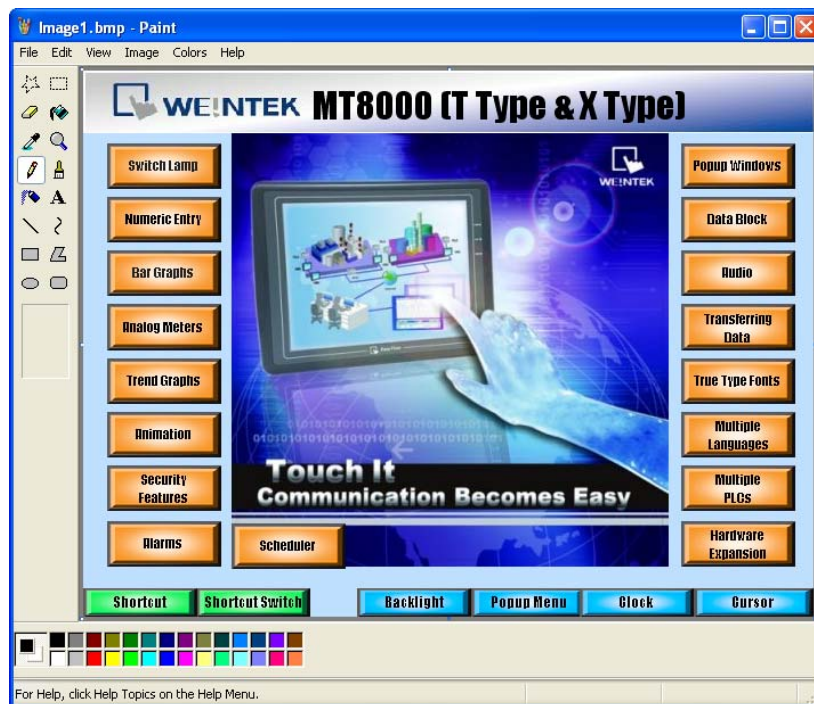 Image1.bmp - Paint
File Edit View Image Colors Help
WEINTEK MT8000 (T Type & X Type)
Switch Lamp
Numeric Entry
Bar Graphs
Analog Meters
Trend Graphs
Animation
Security
Features
Alarms
WEINTEK
Touch It
Communication Becomes Easy
Scheduler
Popup Windows
Data Block
Audio
Transferring
Data
True Type Fonts
Multiple
Languages
Multiple
PLCs
Hardware
Expansion
Shortcut
Shortcut Switch
Backlight
Popup Menu
Clock
Cursor
For Help, click Help Topics on the Help Menu.